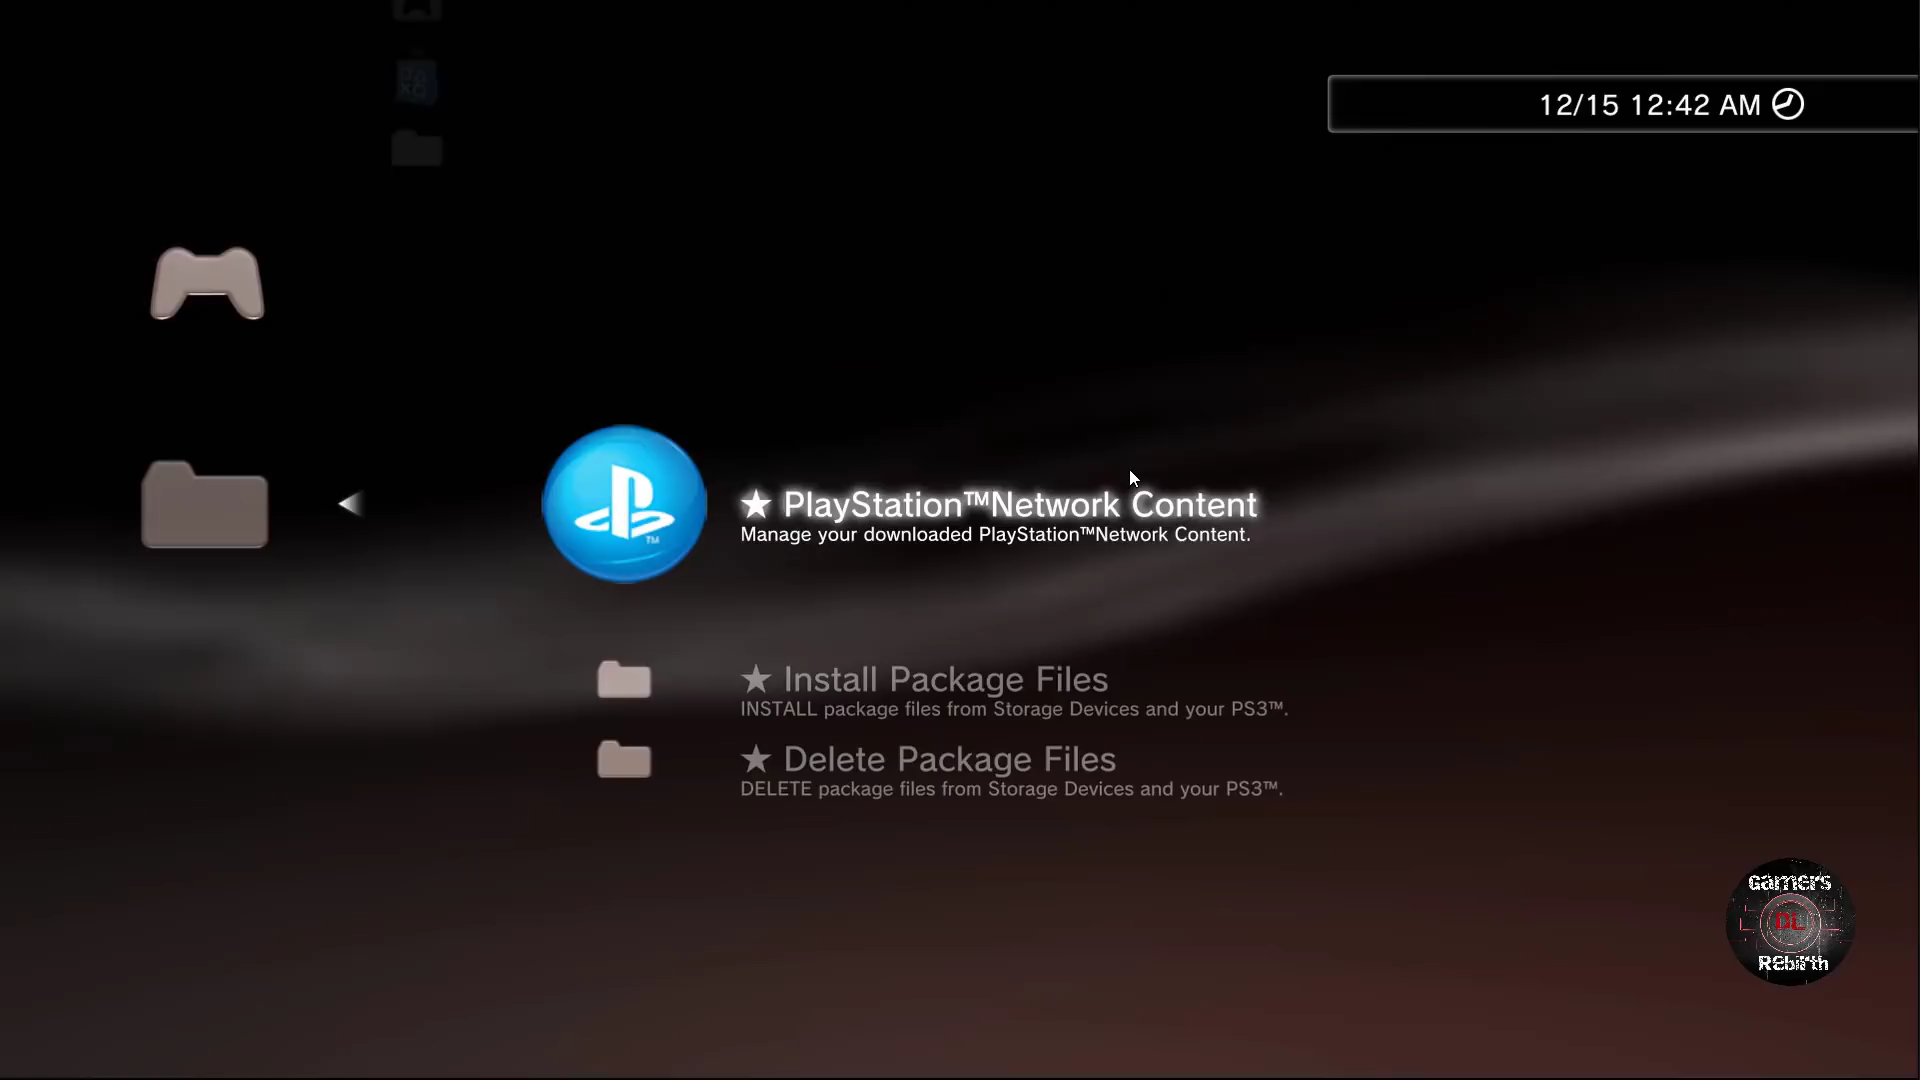 12/15 12:42 AM
★ PlayStation™Network Content
Manage your downloaded PlayStation™Network Content.
★ Install Package Files
INSTALL package files from Storage Devices and your PS3™.
★ Delete Package Files
DELETE package files from Storage Devices and your PS3™.
Gamers
DL
Rebirth